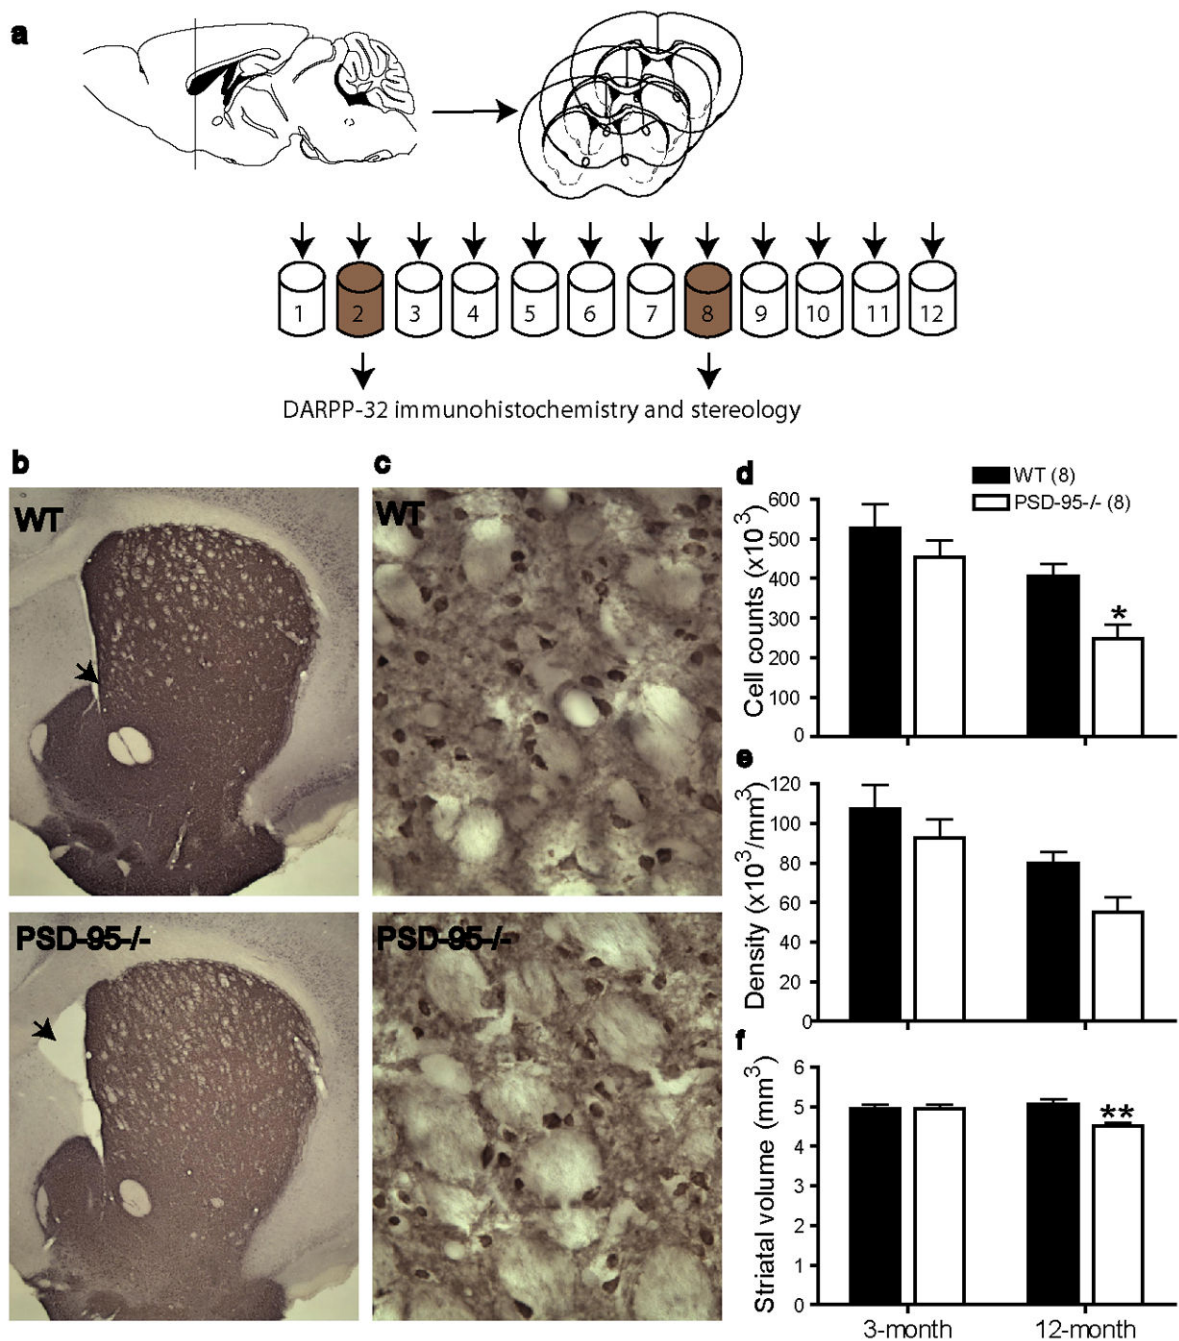 a
1 2 3 4 5 6 7 8 9 10 11 12
DARPP-32 immunohistochemistry and stereology
b
WT
PSD-95-/-
c
WT
PSD-95-/-
d
WT (8)
PSD-95-/- (8)
Cell counts (x10³)
600
500
400
300
200
100
0
*
e
Density (x10³/mm³)
120
100
80
60
40
20
0
f
Striatal volume (mm³)
6
5
4
3
2
1
0
**
3-month 12-month